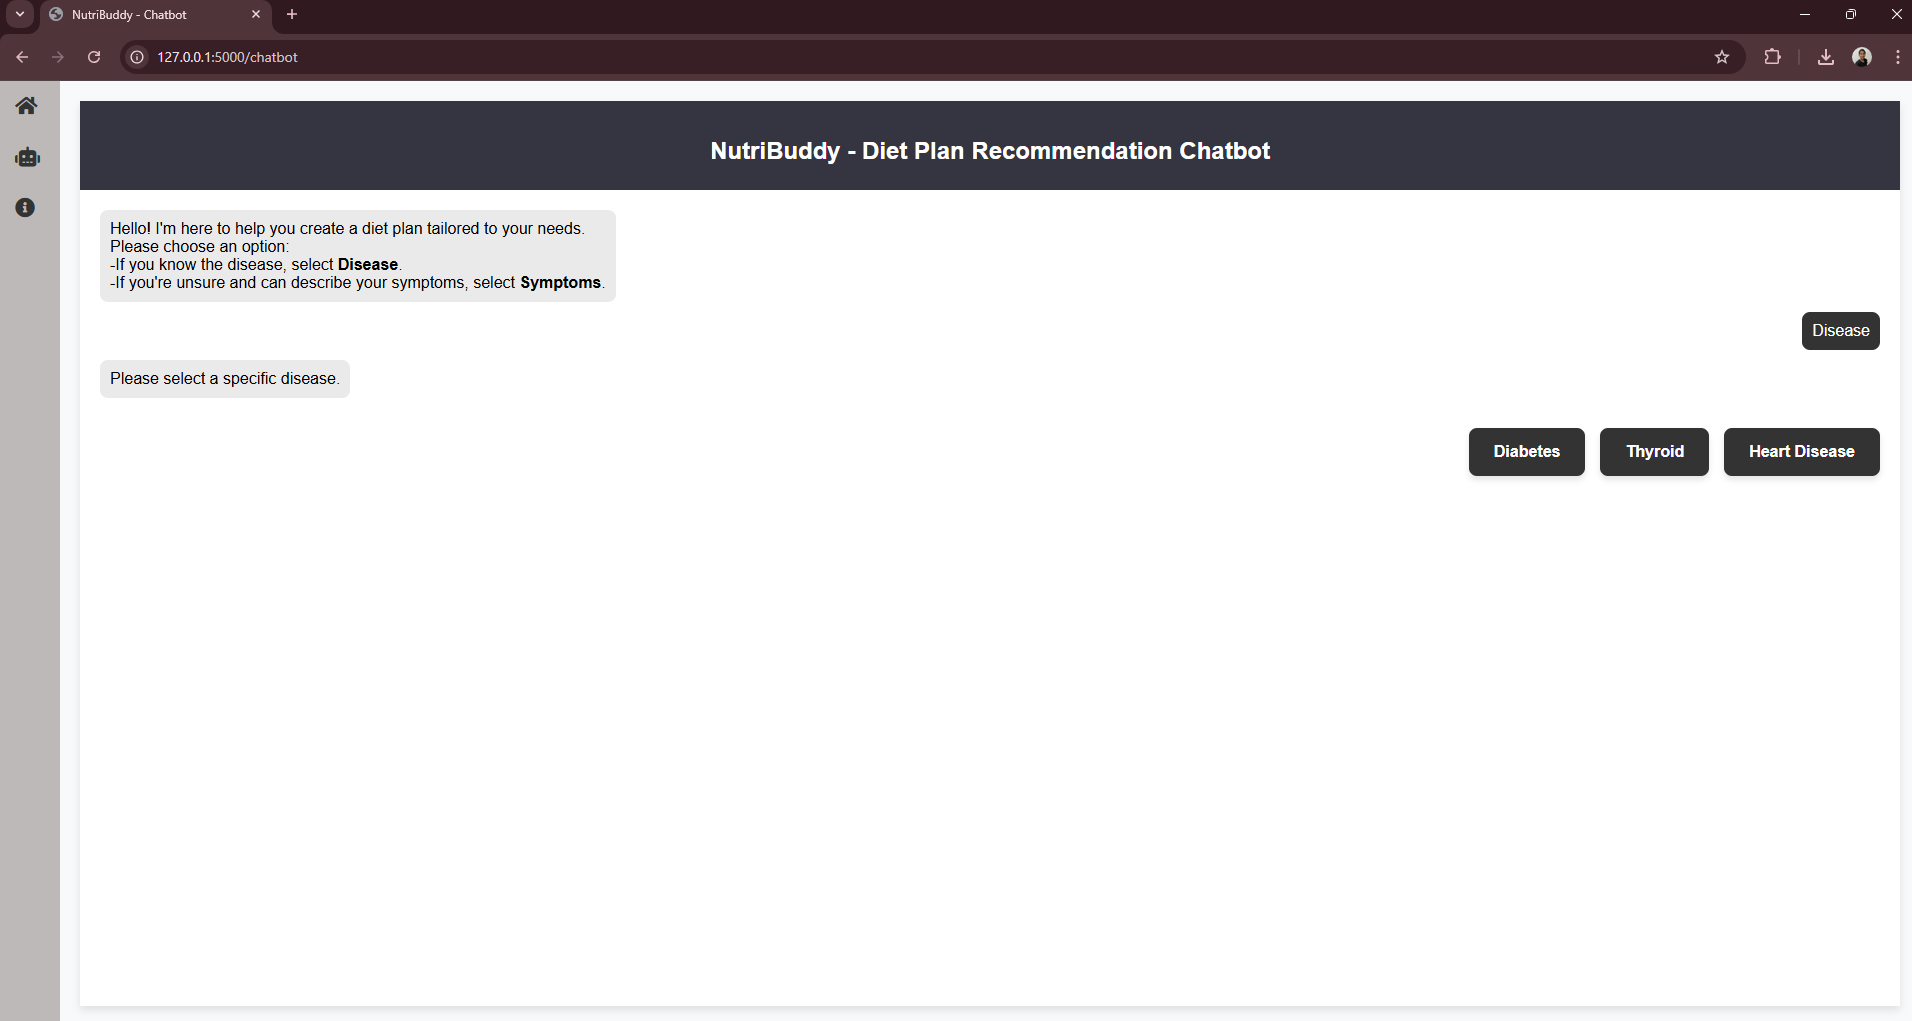 NutriBuddy - Chatbot
127.0.0.1:5000/chatbot
NutriBuddy - Diet Plan Recommendation Chatbot
Hello! I'm here to help you create a diet plan tailored to your needs.
Please choose an option:
-If you know the disease, select Disease.
-If you're unsure and can describe your symptoms, select Symptoms.
Disease
Please select a specific disease.
Diabetes
Thyroid
Heart Disease